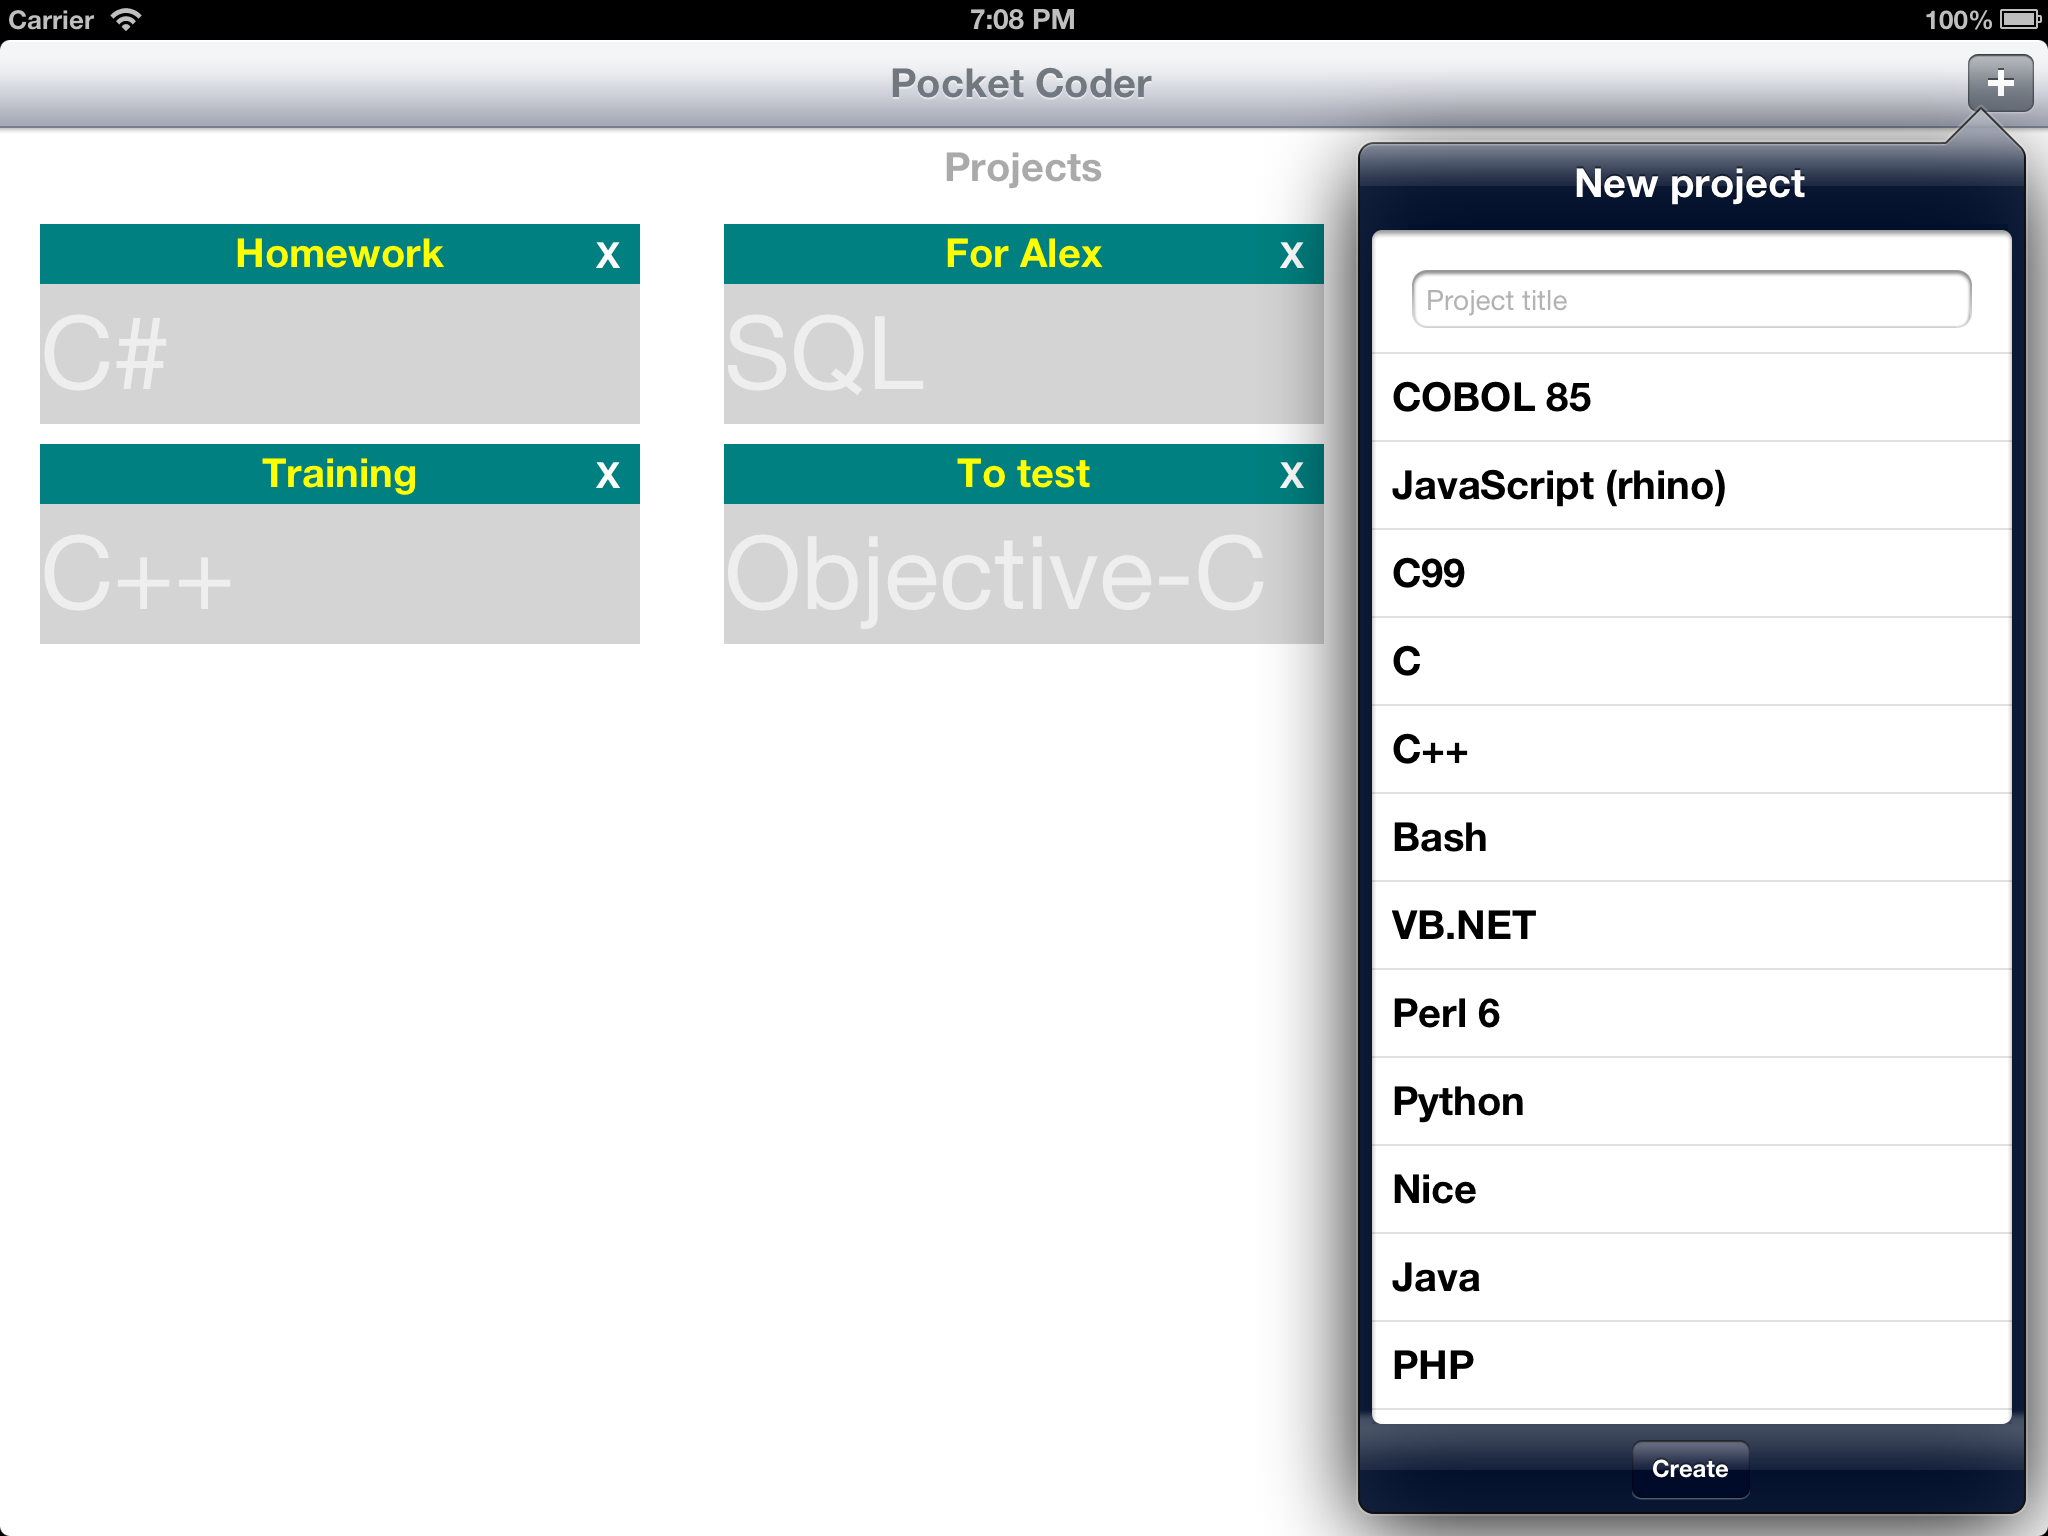 Carrier 7:08 PM 100%
Pocket Coder
+
Projects
Homework X
C#
For Alex X
SQL
Training X
C++
To test X
Objective-C
New project
Project title
COBOL 85
JavaScript (rhino)
C99
C
C++
Bash
VB.NET
Perl 6
Python
Nice
Java
PHP
Create